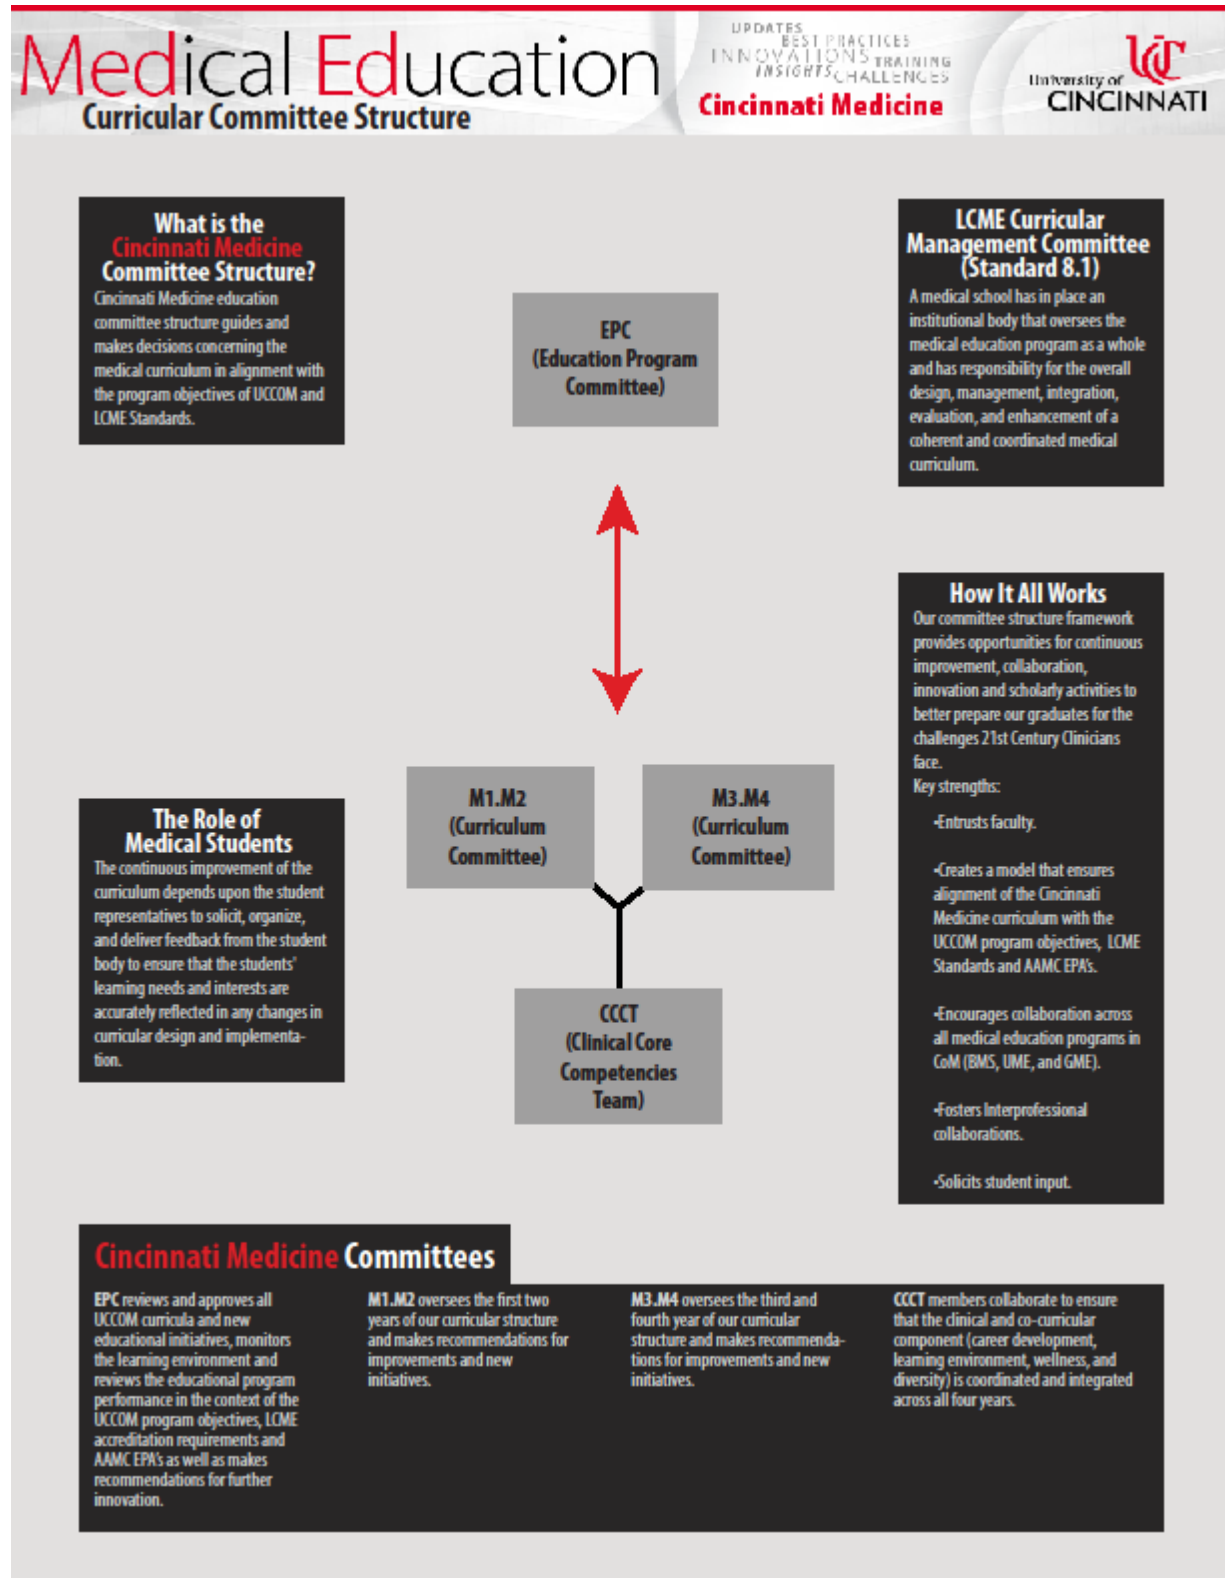 Medical Education
Curricular Committee Structure
UPDATES
BEST PRACTICES
INNOVATIONS TRAINING
INSIGHTS CHALLENGES
Cincinnati Medicine
UC
University of
CINCINNATI
What is the
Cincinnati Medicine
Committee Structure?
Cincinnati Medicine education
committee structure guides and
makes decisions concerning the
medical curriculum in alignment with
the program objectives of UCCOM and
LCME Standards.
LCME Curricular
Management Committee
(Standard 8.1)
A medical school has in place an
institutional body that oversees the
medical education program as a whole
and has responsibility for the overall
design, management, integration,
evaluation, and enhancement of a
coherent and coordinated medical
curriculum.
EPC
(Education Program
Committee)
How It All Works
Our committee structure framework
provides opportunities for continuous
improvement, collaboration,
innovation and scholarly activities to
better prepare our graduates for the
challenges 21st Century Clinicians
face.
Key strengths:
•Entrusts faculty.
•Creates a model that ensures
alignment of the Cincinnati
Medicine curriculum with the
UCCOM program objectives, LCME
Standards and AAMC EPA's.
•Encourages collaboration across
all medical education programs in
CoM (BMS, UME, and GME).
•Fosters Interprofessional
collaborations.
•Solicits student input.
M1.M2
(Curriculum
Committee)
M3.M4
(Curriculum
Committee)
The Role of
Medical Students
The continuous improvement of the
curriculum depends upon the student
representatives to solicit, organize,
and deliver feedback from the student
body to ensure that the students'
learning needs and interests are
accurately reflected in any changes in
curricular design and implementa-
tion.
CCCT
(Clinical Core
Competencies
Team)
Cincinnati Medicine Committees
EPC reviews and approves all
UCCOM curricula and new
educational initiatives, monitors
the learning environment and
reviews the educational program
performance in the context of the
UCCOM program objectives, LCME
accreditation requirements and
AAMC EPA's as well as makes
recommendations for further
innovation.
M1.M2 oversees the first two
years of our curricular structure
and makes recommendations for
improvements and new
initiatives.
M3.M4 oversees the third and
fourth year of our curricular
structure and makes recommenda-
tions for improvements and new
initiatives.
CCCT members collaborate to ensure
that the clinical and co-curricular
component (career development,
learning environment, wellness, and
diversity) is coordinated and integrated
across all four years.